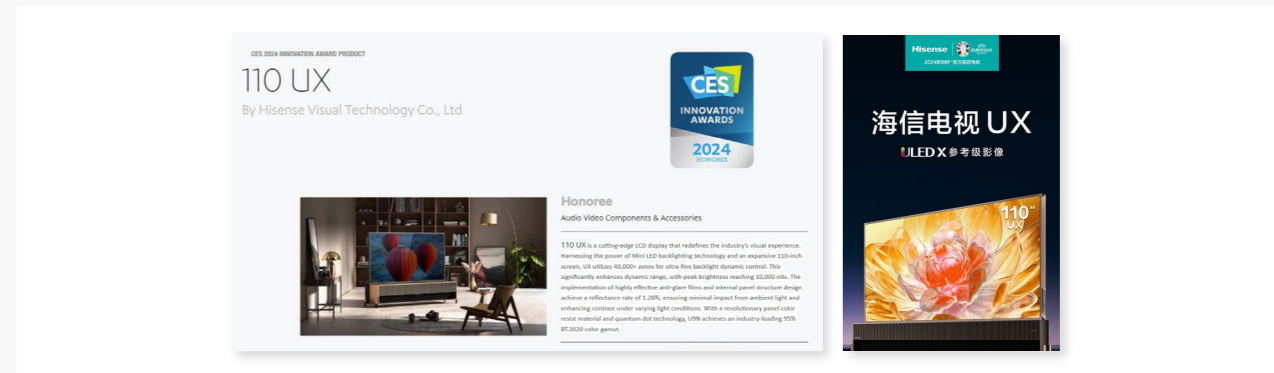 CES 2024 INNOVATION AWARD PRODUCT
110 UX
By Hisense Visual Technology Co., Ltd
CES
INNOVATION
AWARDS
2024
HONOREE
Honoree
Audio Video Components & Accessories
110 UX is a cutting-edge LCD display that redefines the industry's visual experience.
Harnessing the power of Mini LED backlighting technology and an expansive 110-inch
screen, UX utilizes 40,000+ zones for ultra-fine backlight dynamic control. This
significantly enhances dynamic range, with peak brightness reaching 10,000 nits. The
implementation of highly effective anti-glare films and internal panel structure design
achieve a reflectance rate of 1.28%, ensuring minimal impact from ambient light and
enhancing contrast under varying light conditions. With a revolutionary panel color
resist material and quantum dot technology, U9N achieves an industry-leading 95%
BT.2020 color gamut.
Hisense
海信电视 UX
ULED X 参考级影像
110"
UX